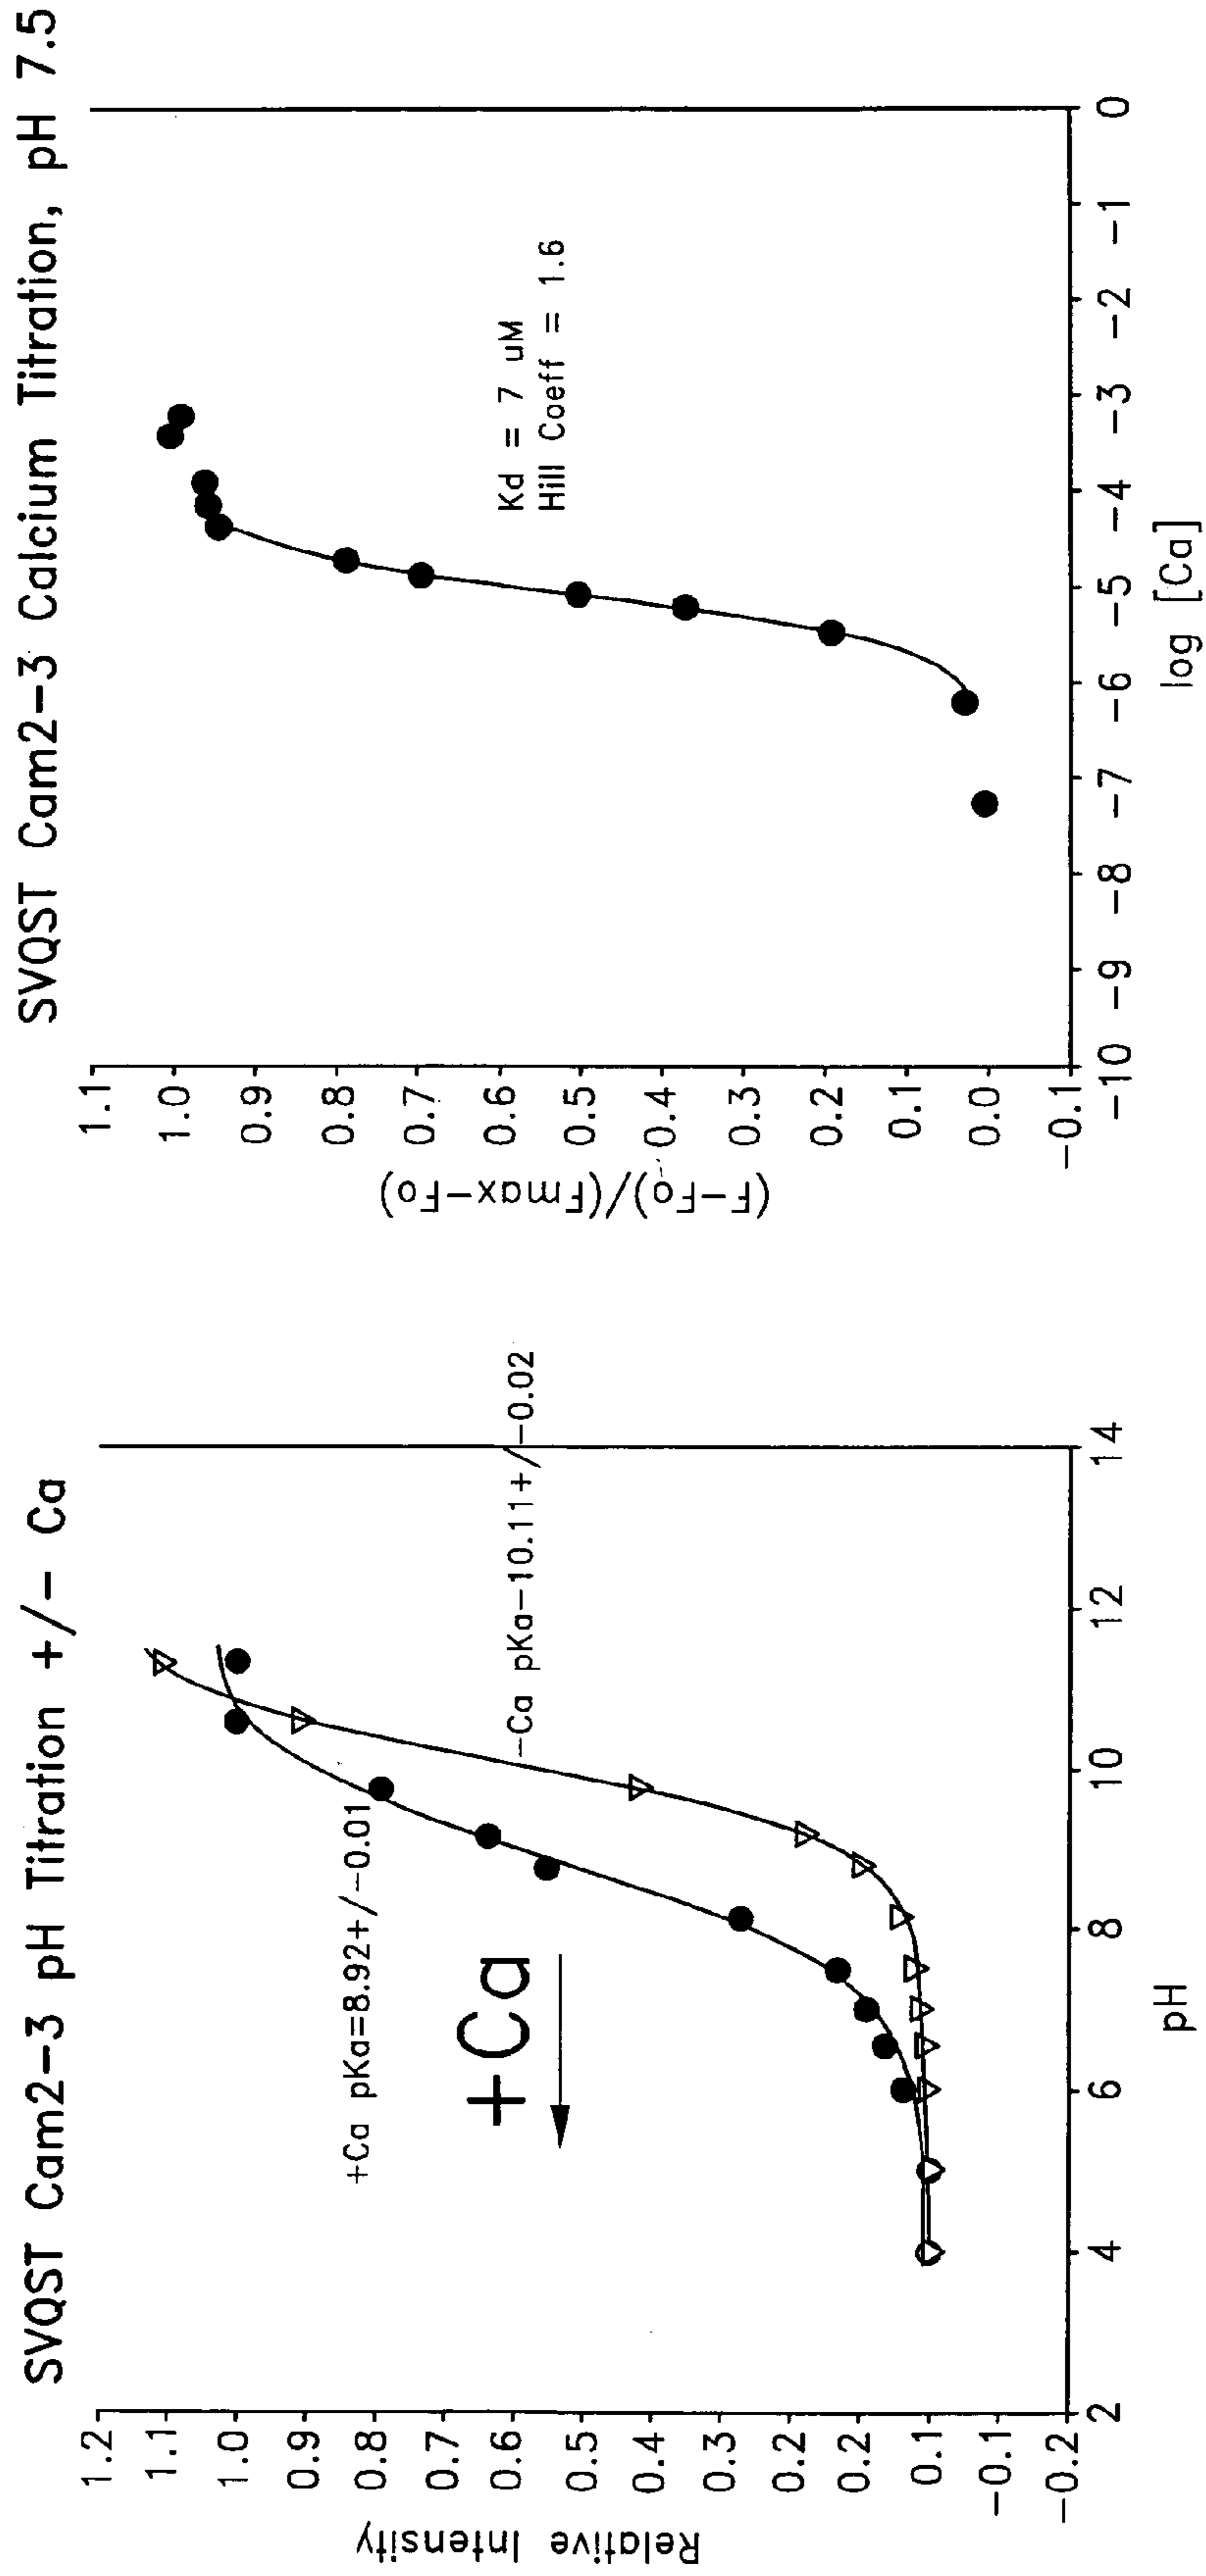 SVQST Cam2-3 pH Titration +/- Ca
Relative Intensity
1.2
1.1
1.0
0.9
0.8
0.7
0.6
0.5
0.4
0.3
0.2
0.2
0.1
-0.1
-0.2
+Ca pKa=8.92+/-0.01
+Ca
-Ca pKa-10.11+/-0.02
2 4 6 8 10 12 14
pH
SVQST Cam2-3 Calcium Titration, pH 7.5
(F-Fo)/(Fmax-Fo)
1.1
1.0
0.9
0.8
0.7
0.6
0.5
0.4
0.3
0.2
0.1
0.0
-0.1
Kd = 7 uM
Hill Coeff = 1.6
-10 -9 -8 -7 -6 -5 -4 -3 -2 -1 0
log [Ca]